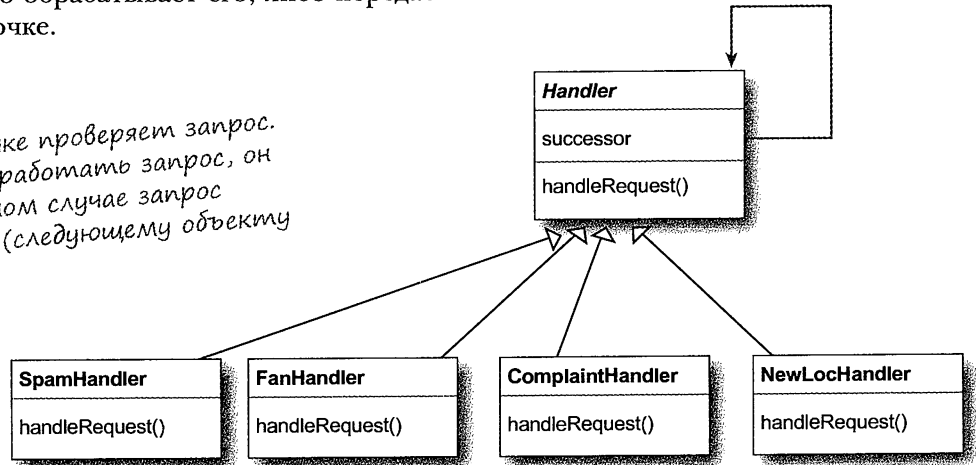 обрабатывает его, либо
очке.
ке проверяет запрос.
работать запрос, он
ом случае запрос
(следующему объекту
Handler
successor
handleRequest()
SpamHandler
handleRequest()
FanHandler
handleRequest()
ComplaintHandler
handleRequest()
NewLocHandler
handleRequest()